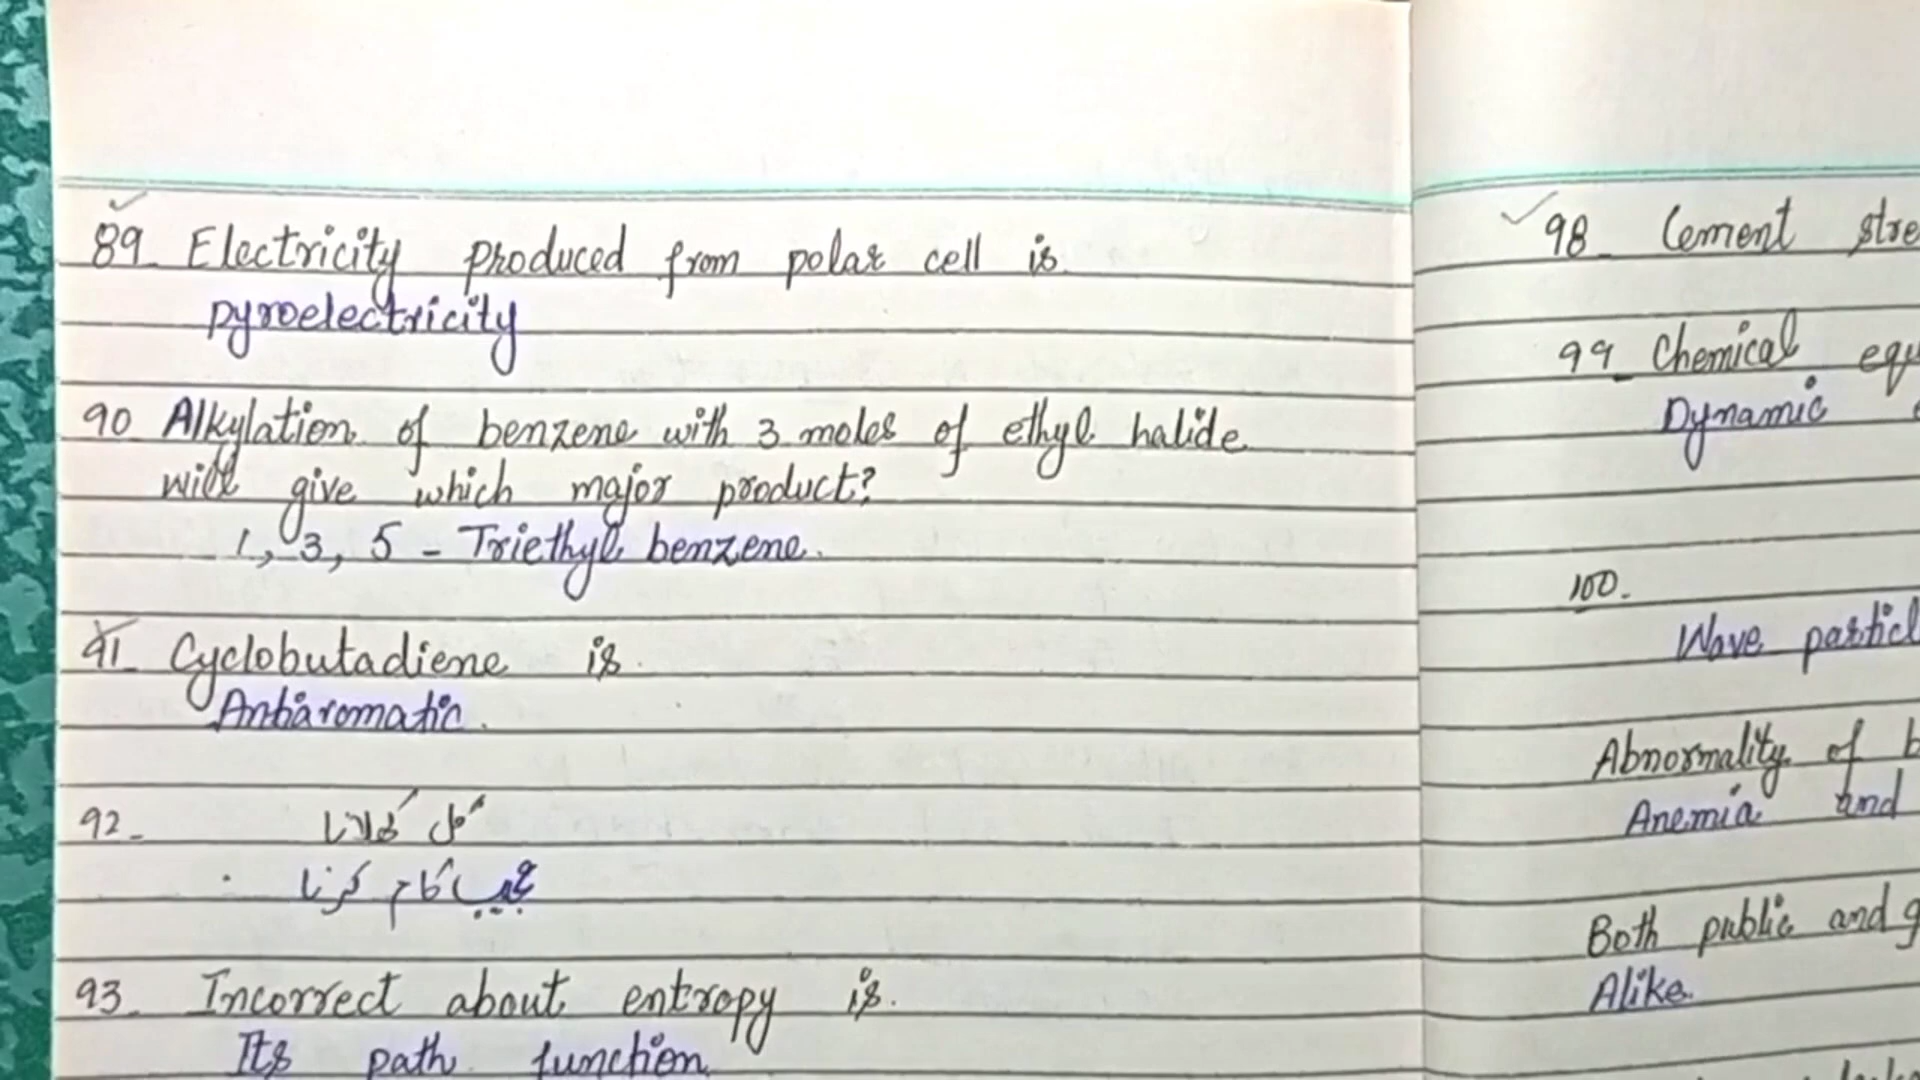 89 Electricity produced from polar cell is
pyroelectricity
90 Alkylation of benzene with 3 moles of ethyl halide
will give which major product?
1, 3, 5 - Triethyl benzene.
91 Cyclobutadiene is.
Antiaromatic.
92-
گل کھلانا
عجیب کام کرنا
93- Incorrect about entropy is.
Its path function
98- Cement
99- Chemical
Dynamic
100.
Wave
Abnormality of
Anemia and
Both public and
Alike.